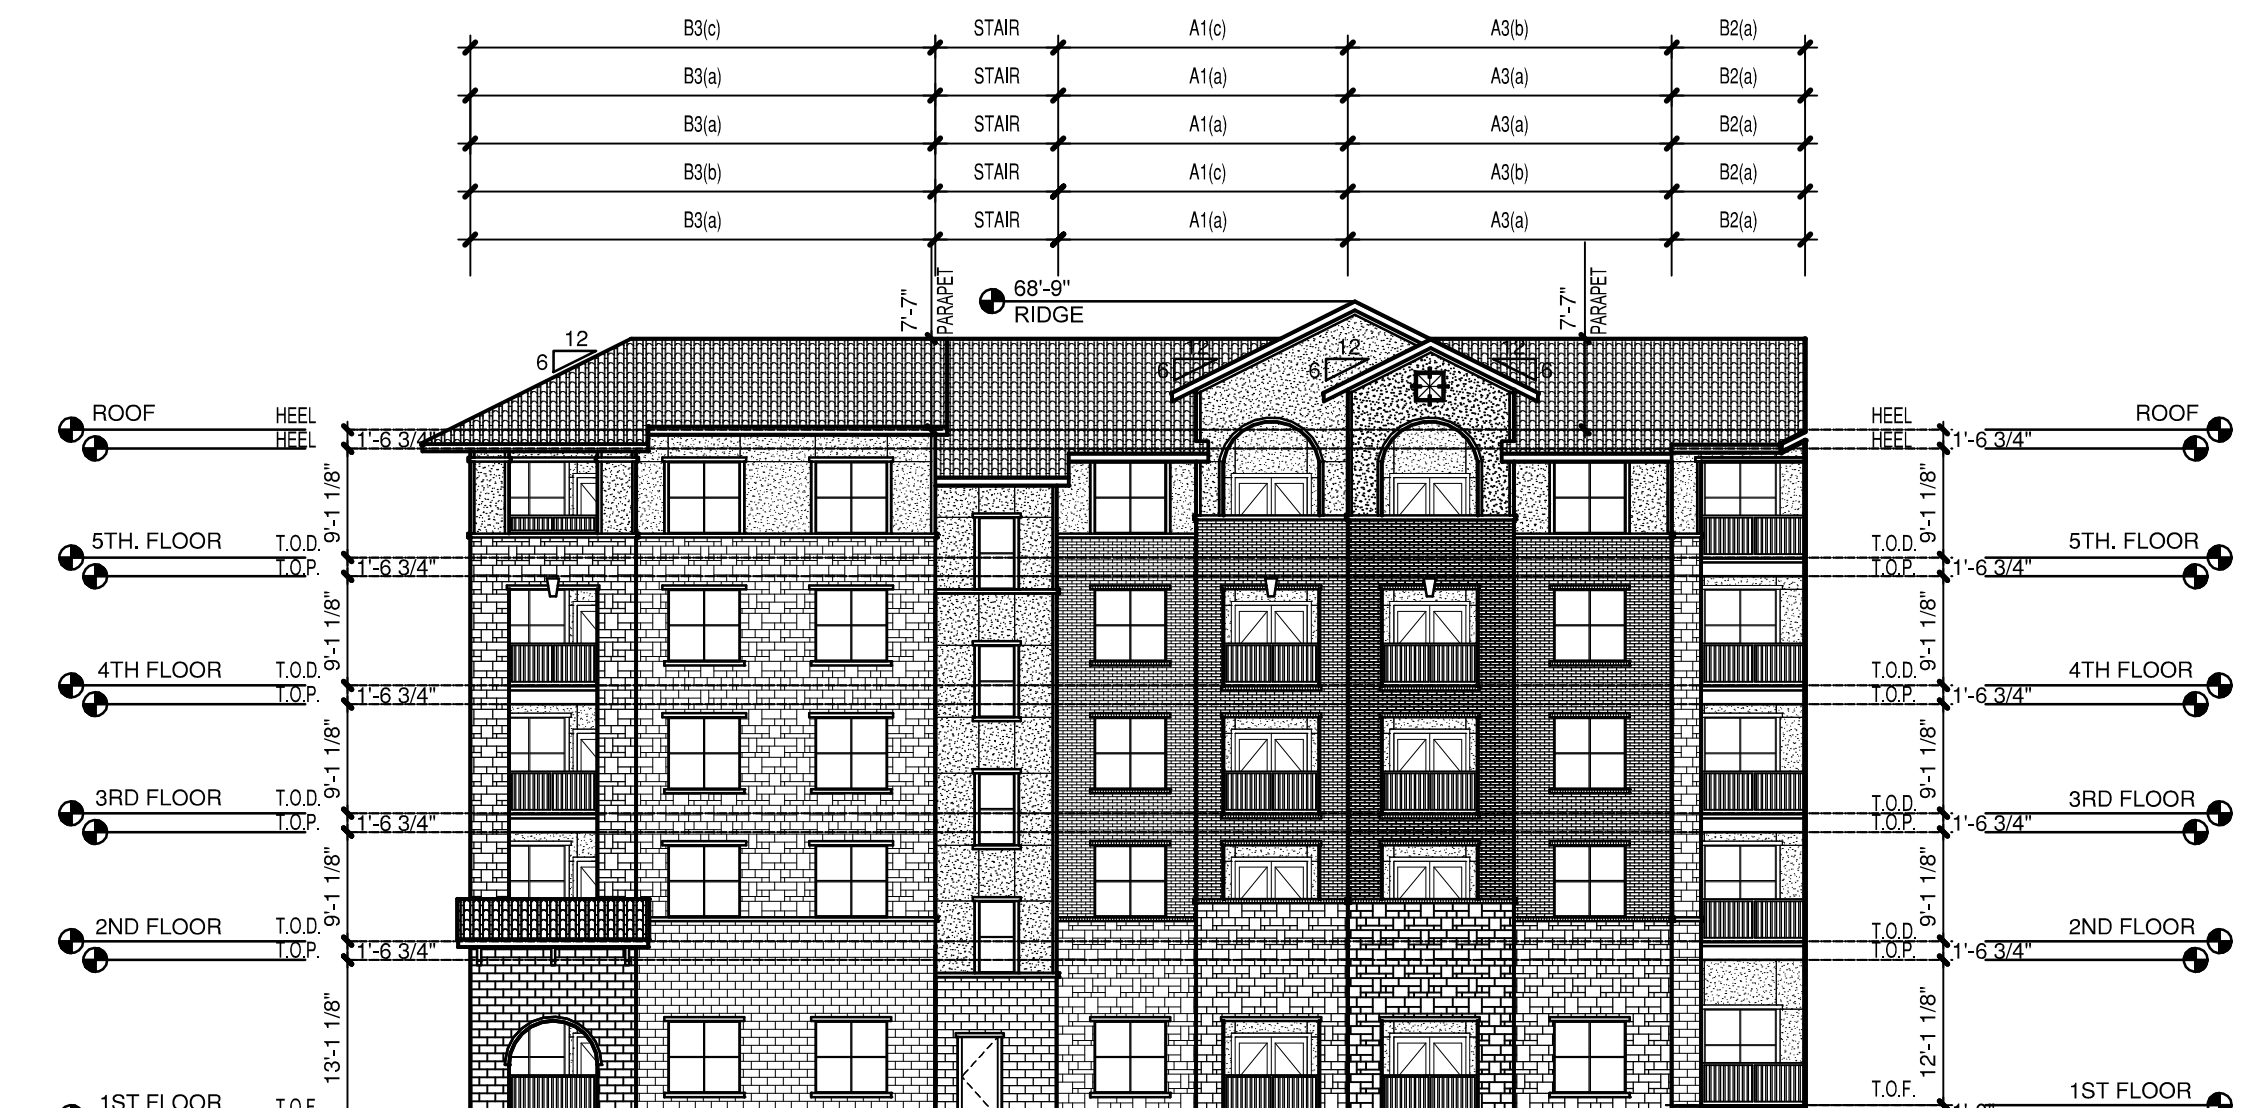 B3(c) STAIR A1(c) A3(b) B2(a)
B3(a) STAIR A1(a) A3(a) B2(a)
B3(a) STAIR A1(a) A3(a) B2(a)
B3(b) STAIR A1(c) A3(b) B2(a)
B3(a) STAIR A1(a) A3(a) B2(a)
7'-7"
PARAPET
68'-9"
RIDGE
7'-7"
PARAPET
12
6
12
6
12
6
12
6
ROOF HEEL
HEEL 1'-6 3/4"
9'-1 1/8"
5TH. FLOOR T.O.D.
T.O.P. 1'-6 3/4"
9'-1 1/8"
4TH FLOOR T.O.D.
T.O.P. 1'-6 3/4"
9'-1 1/8"
3RD FLOOR T.O.D.
T.O.P. 1'-6 3/4"
9'-1 1/8"
2ND FLOOR T.O.D.
T.O.P. 1'-6 3/4"
13'-1 1/8"
1ST FLOOR T.O.F.
HEEL ROOF
HEEL 1'-6 3/4"
9'-1 1/8"
T.O.D. 5TH. FLOOR
T.O.P. 1'-6 3/4"
9'-1 1/8"
T.O.D. 4TH FLOOR
T.O.P. 1'-6 3/4"
9'-1 1/8"
T.O.D. 3RD FLOOR
T.O.P. 1'-6 3/4"
9'-1 1/8"
T.O.D. 2ND FLOOR
T.O.P. 1'-6 3/4"
12'-1 1/8"
T.O.F. 1ST FLOOR